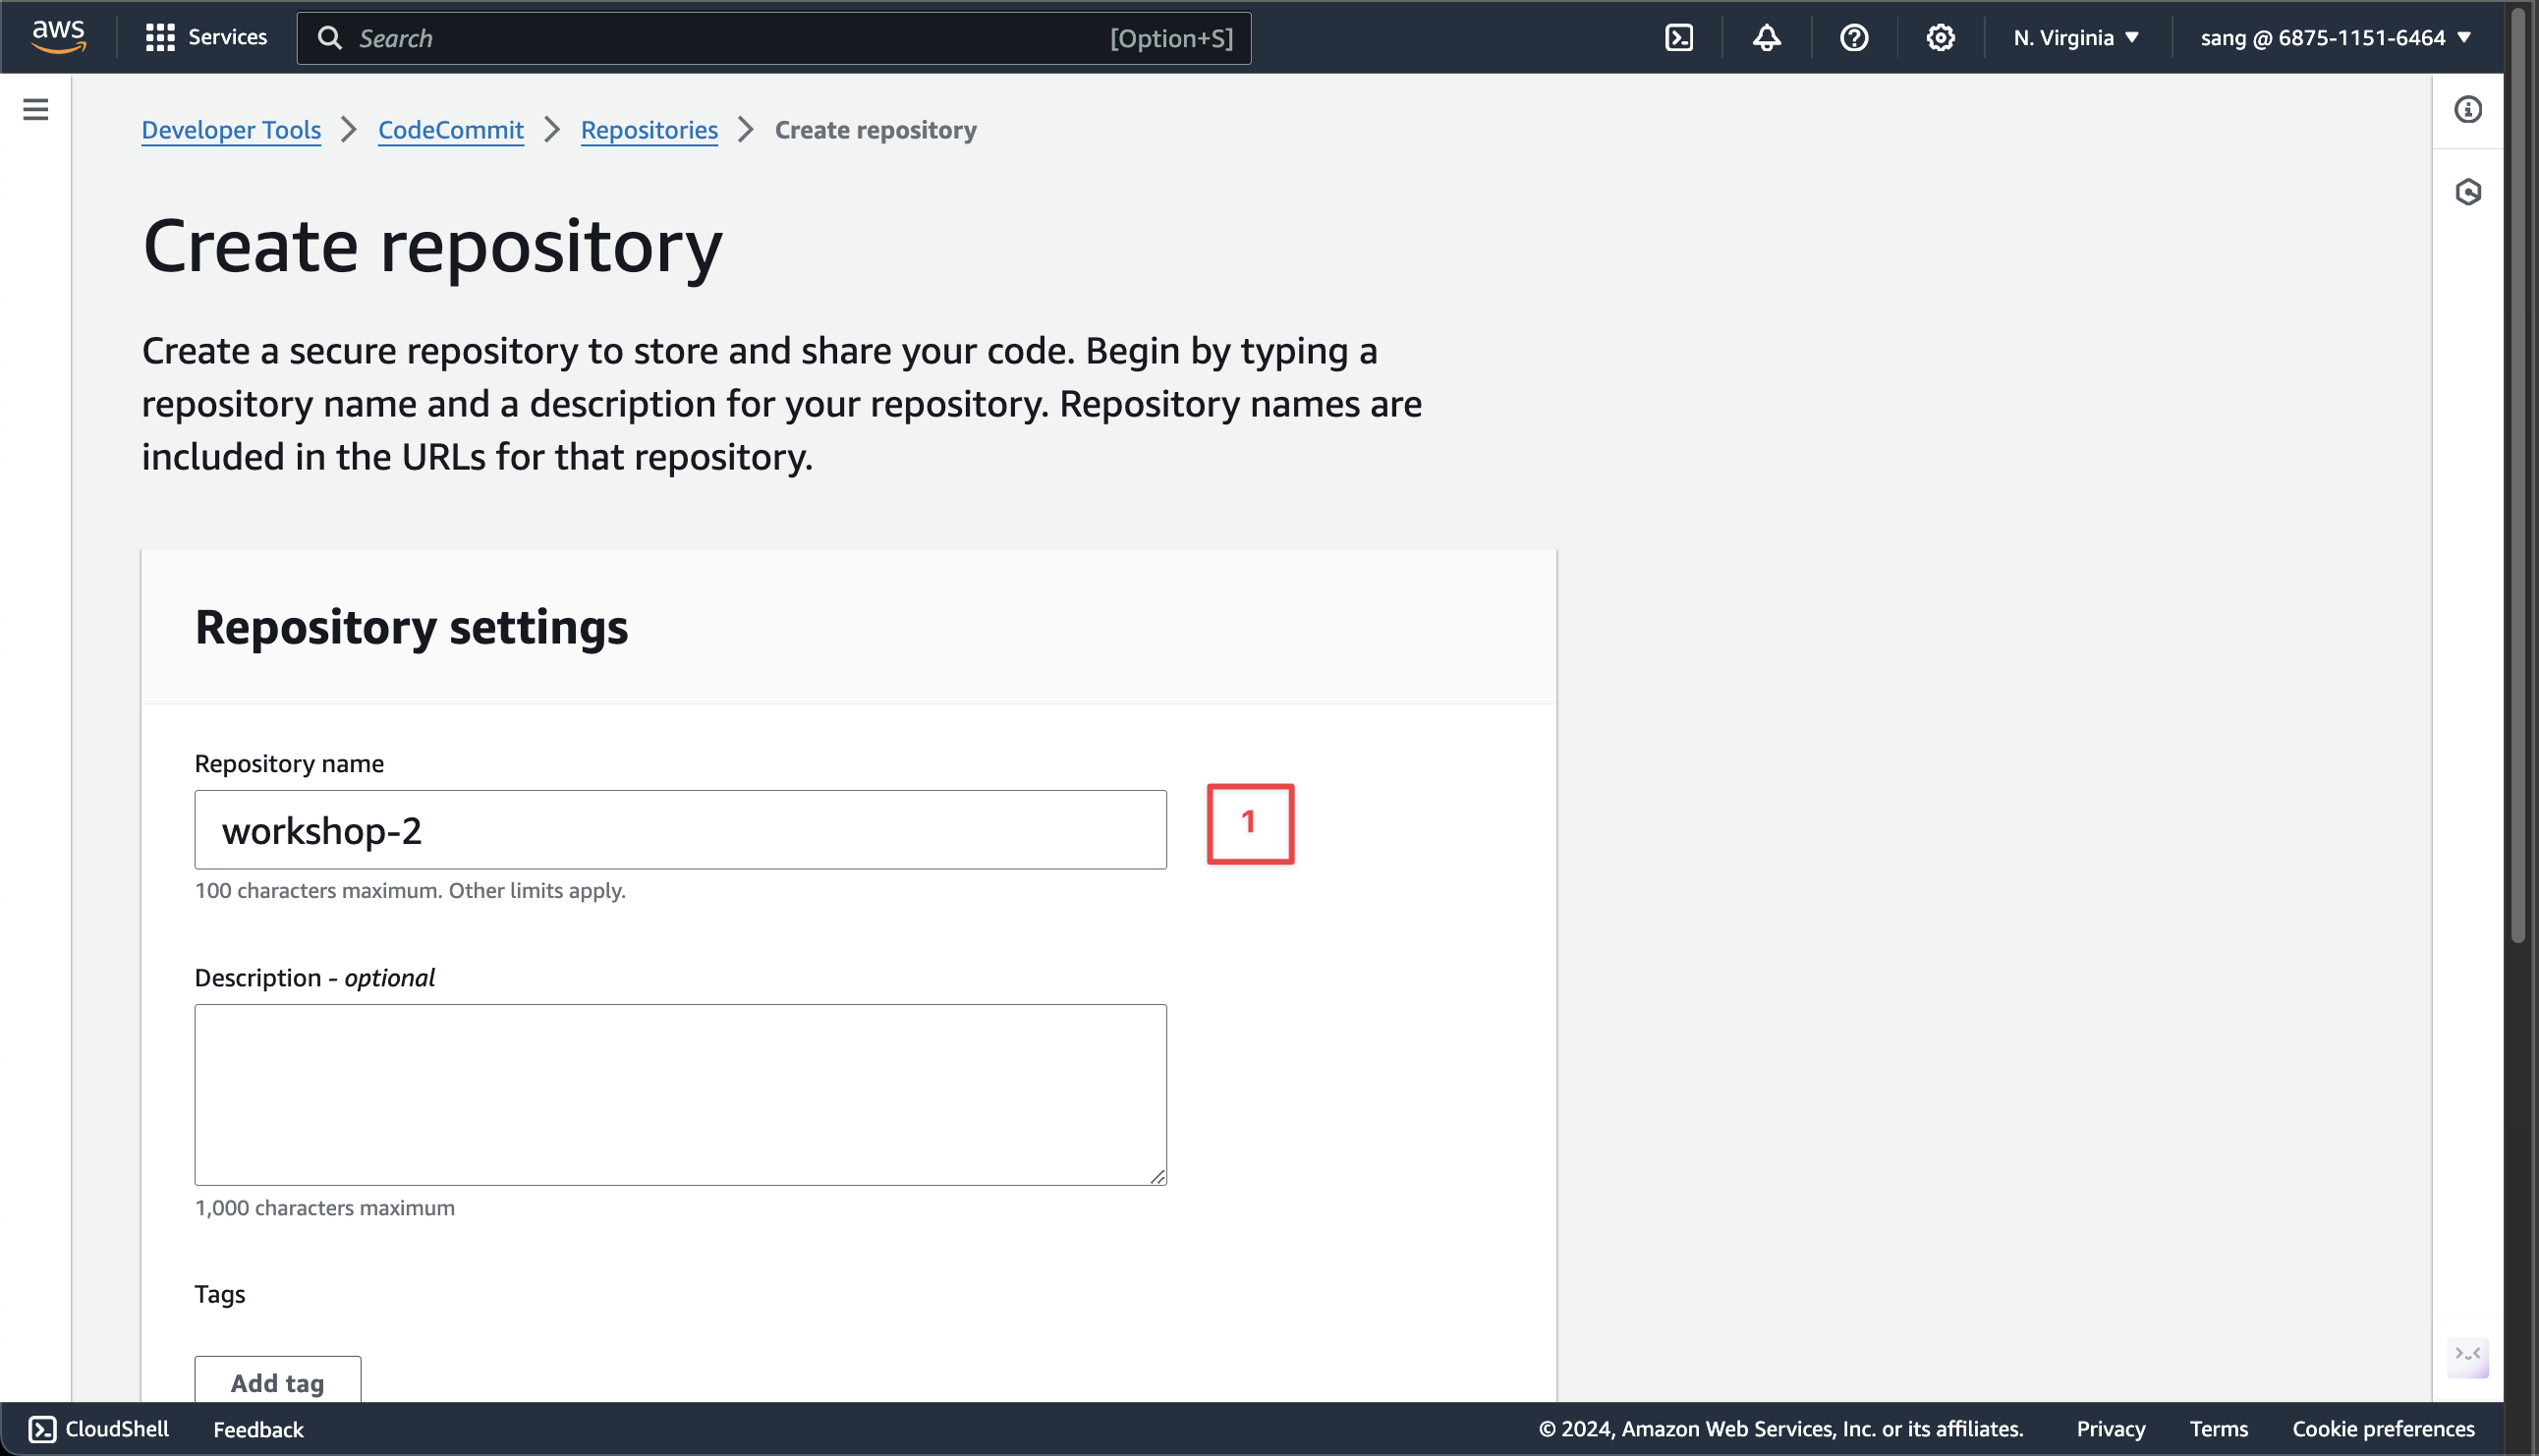 aws Services Search [Option+S] N. Virginia sang @ 6875-1151-6464
Developer Tools CodeCommit Repositories Create repository
Create repository
Create a secure repository to store and share your code. Begin by typing a
repository name and a description for your repository. Repository names are
included in the URLs for that repository.
Repository settings
Repository name
workshop-2
1
100 characters maximum. Other limits apply.
Description - optional
1,000 characters maximum
Tags
Add tag
CloudShell Feedback © 2024, Amazon Web Services, Inc. or its affiliates. Privacy Terms Cookie preferences